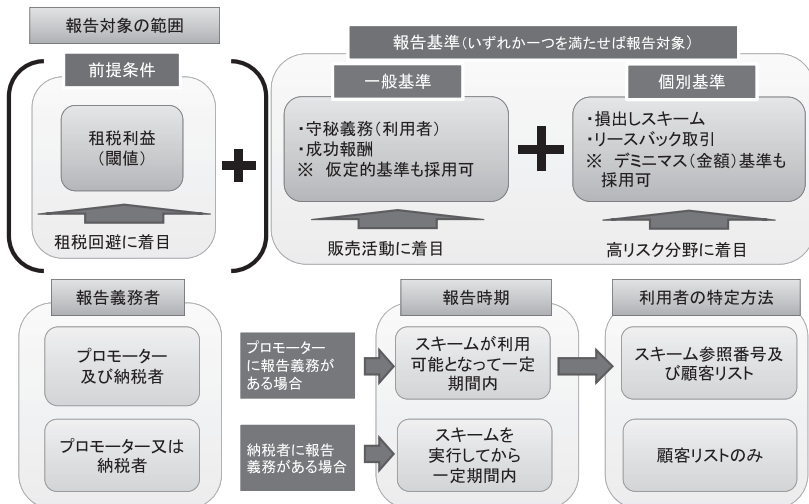 報告対象の範囲
前提条件
租税利益
(閾値)
租税回避に着目
報告基準(いずれか一つを満たせば報告対象)
一般基準
・守秘義務(利用者)
・成功報酬
※ 仮定的基準も採用可
販売活動に着目
個別基準
・損出しスキーム
・リースバック取引
※ デミニマス(金額)基準も
採用可
高リスク分野に着目
報告義務者
プロモーター
及び納税者
プロモーター又は
納税者
プロモーター
に報告義務が
ある場合
納税者に報告
義務がある場合
報告時期
スキームが利用
可能となって一定
期間内
スキームを
実行してから
一定期間内
利用者の特定方法
スキーム参照番号及
び顧客リスト
顧客リストのみ